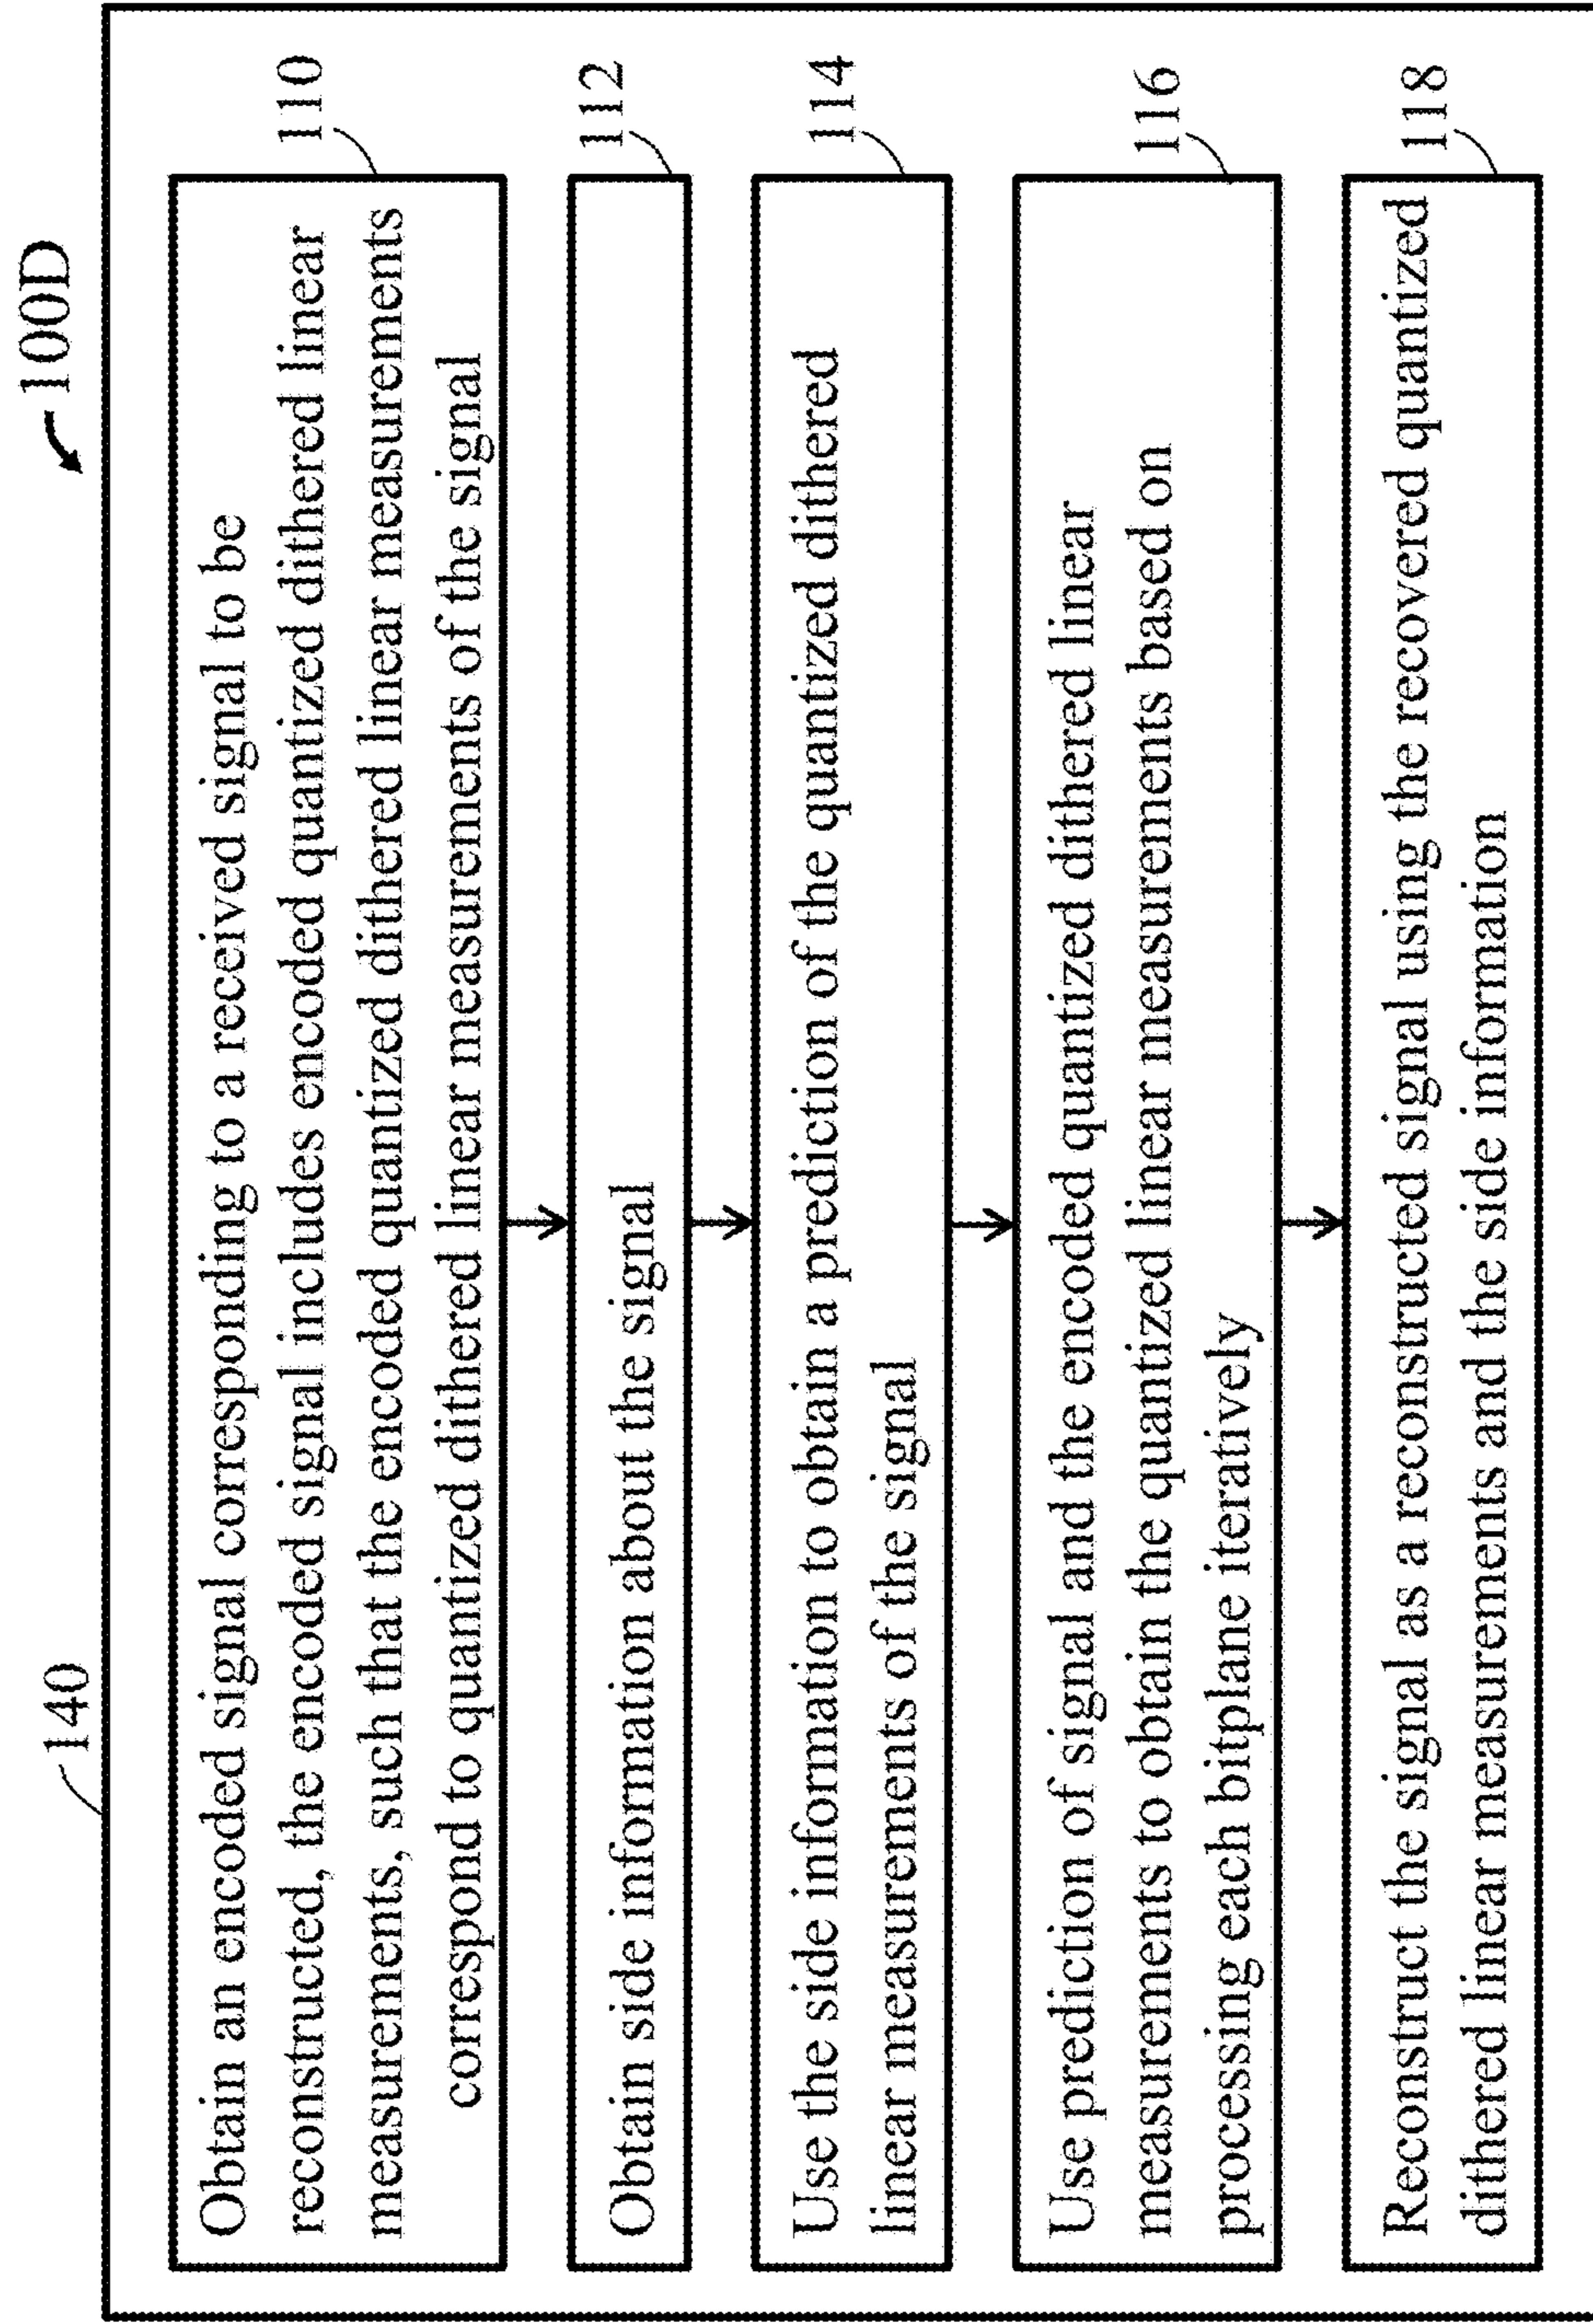 100D
140
Obtain an encoded signal corresponding to a received signal to be
reconstructed, the encoded signal includes encoded quantized dithered linear
measurements, such that the encoded quantized dithered linear measurements
correspond to quantized dithered linear measurements of the signal
110
Obtain side information about the signal
112
Use the side information to obtain a prediction of the quantized dithered
linear measurements of the signal
114
Use prediction of signal and the encoded quantized dithered linear
measurements to obtain the quantized linear measurements based on
processing each bitplane iteratively
116
Reconstruct the signal as a reconstructed signal using the recovered quantized
dithered linear measurements and the side information
118